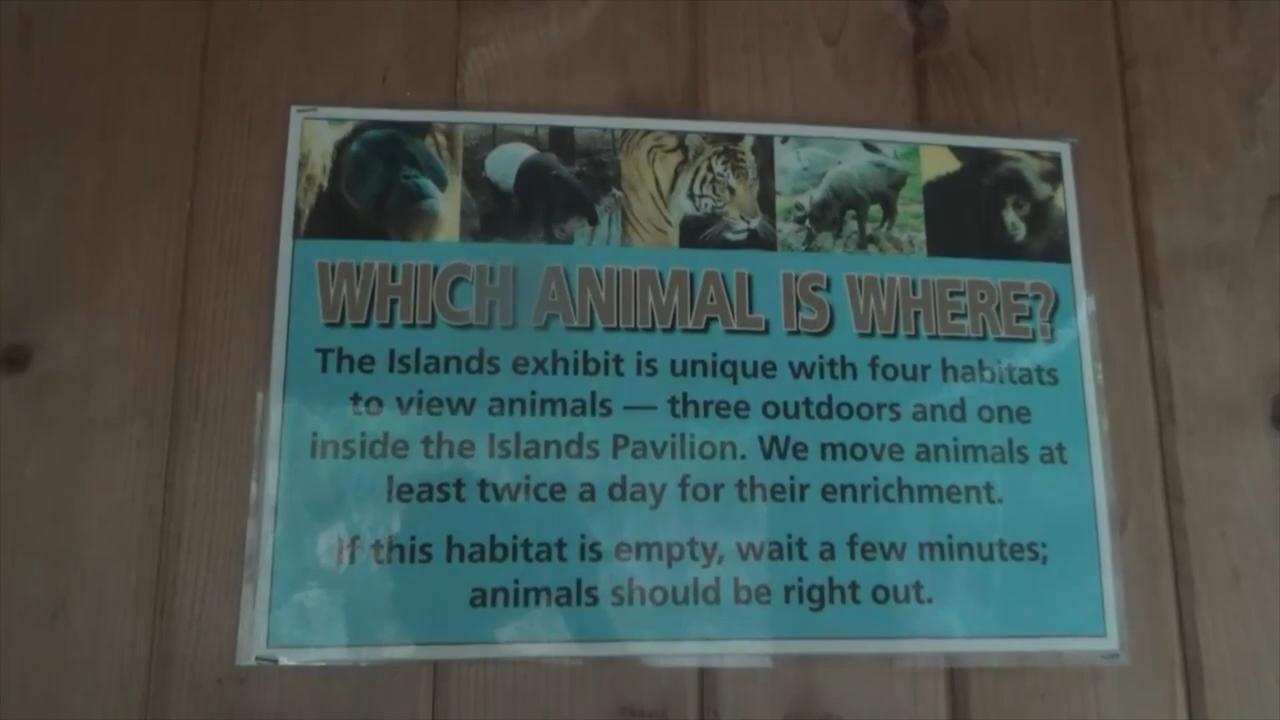 WHICH ANIMAL IS WHERE?
The Islands exhibit is unique with four habitats
to view animals — three outdoors and one
inside the Islands Pavilion. We move animals at
least twice a day for their enrichment.
If this habitat is empty, wait a few minutes;
animals should be right out.